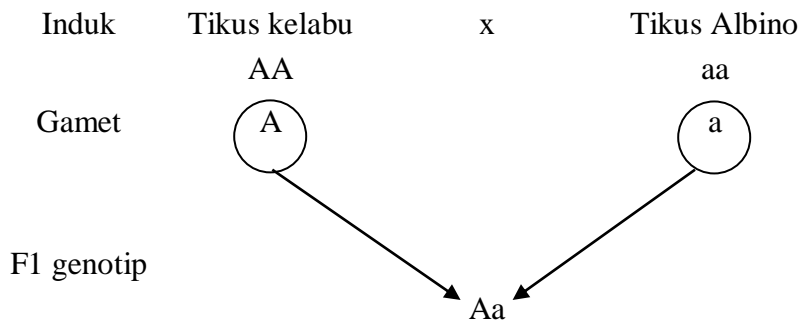 Induk Tikus kelabu x Tikus Albino
AA aa
Gamet A a
F1 genotip
Aa